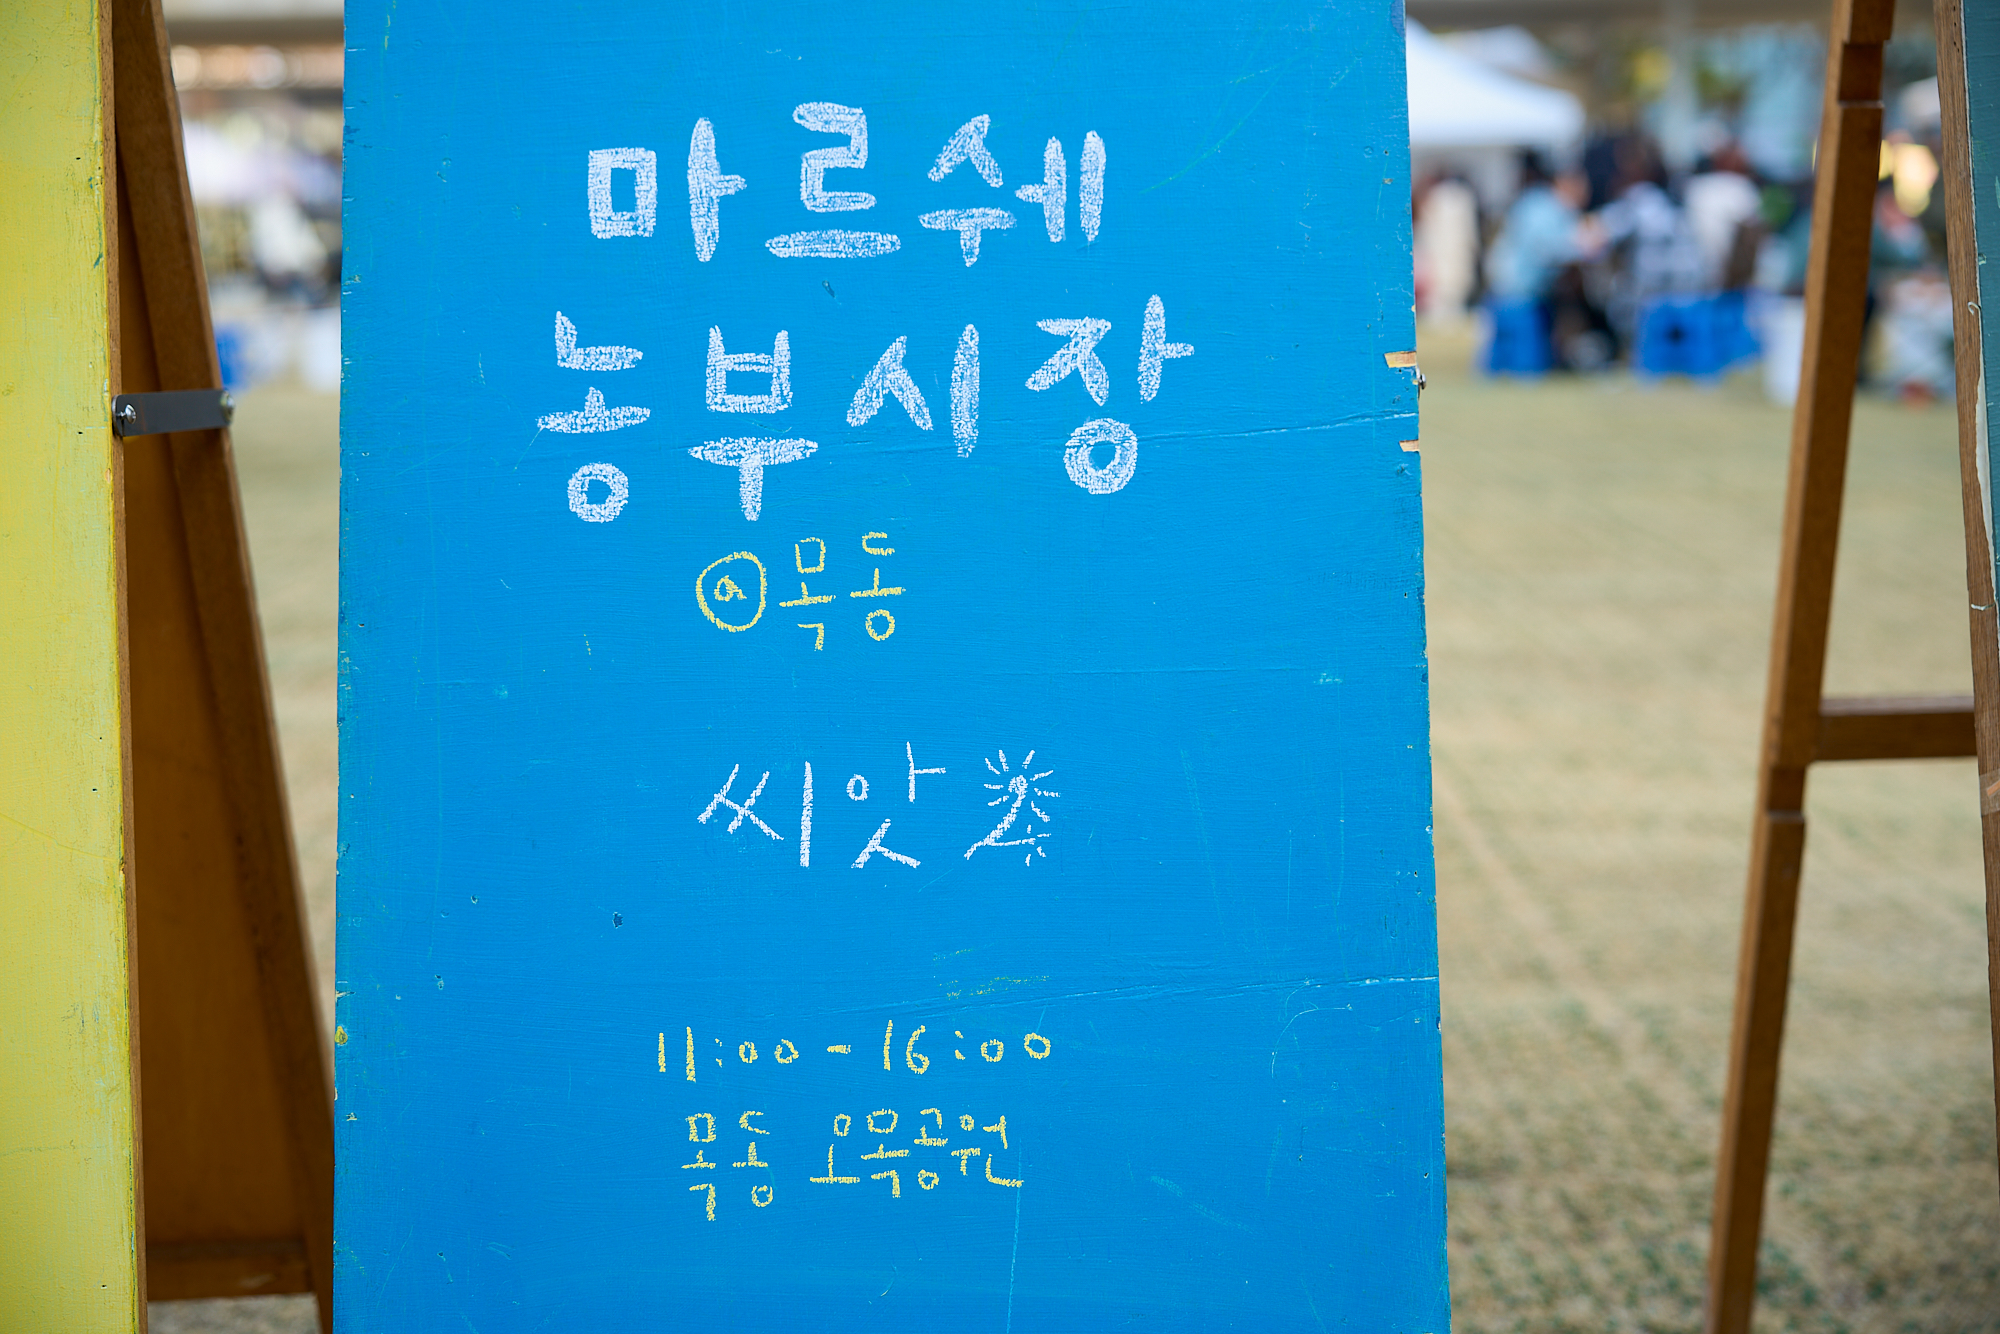 마르쉐
농부시장
@목동
씨앗
11:00-16:00
목동 오목공원